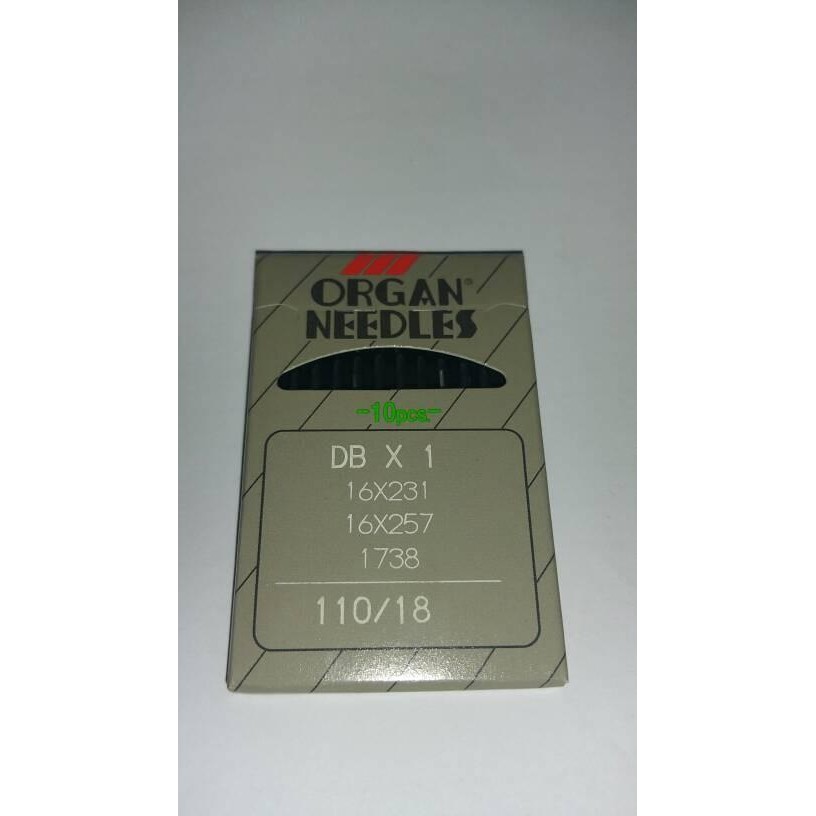 ORGAN®
NEEDLES
-10pcs.-
DB X 1
16X231
16X257
1738
110/18